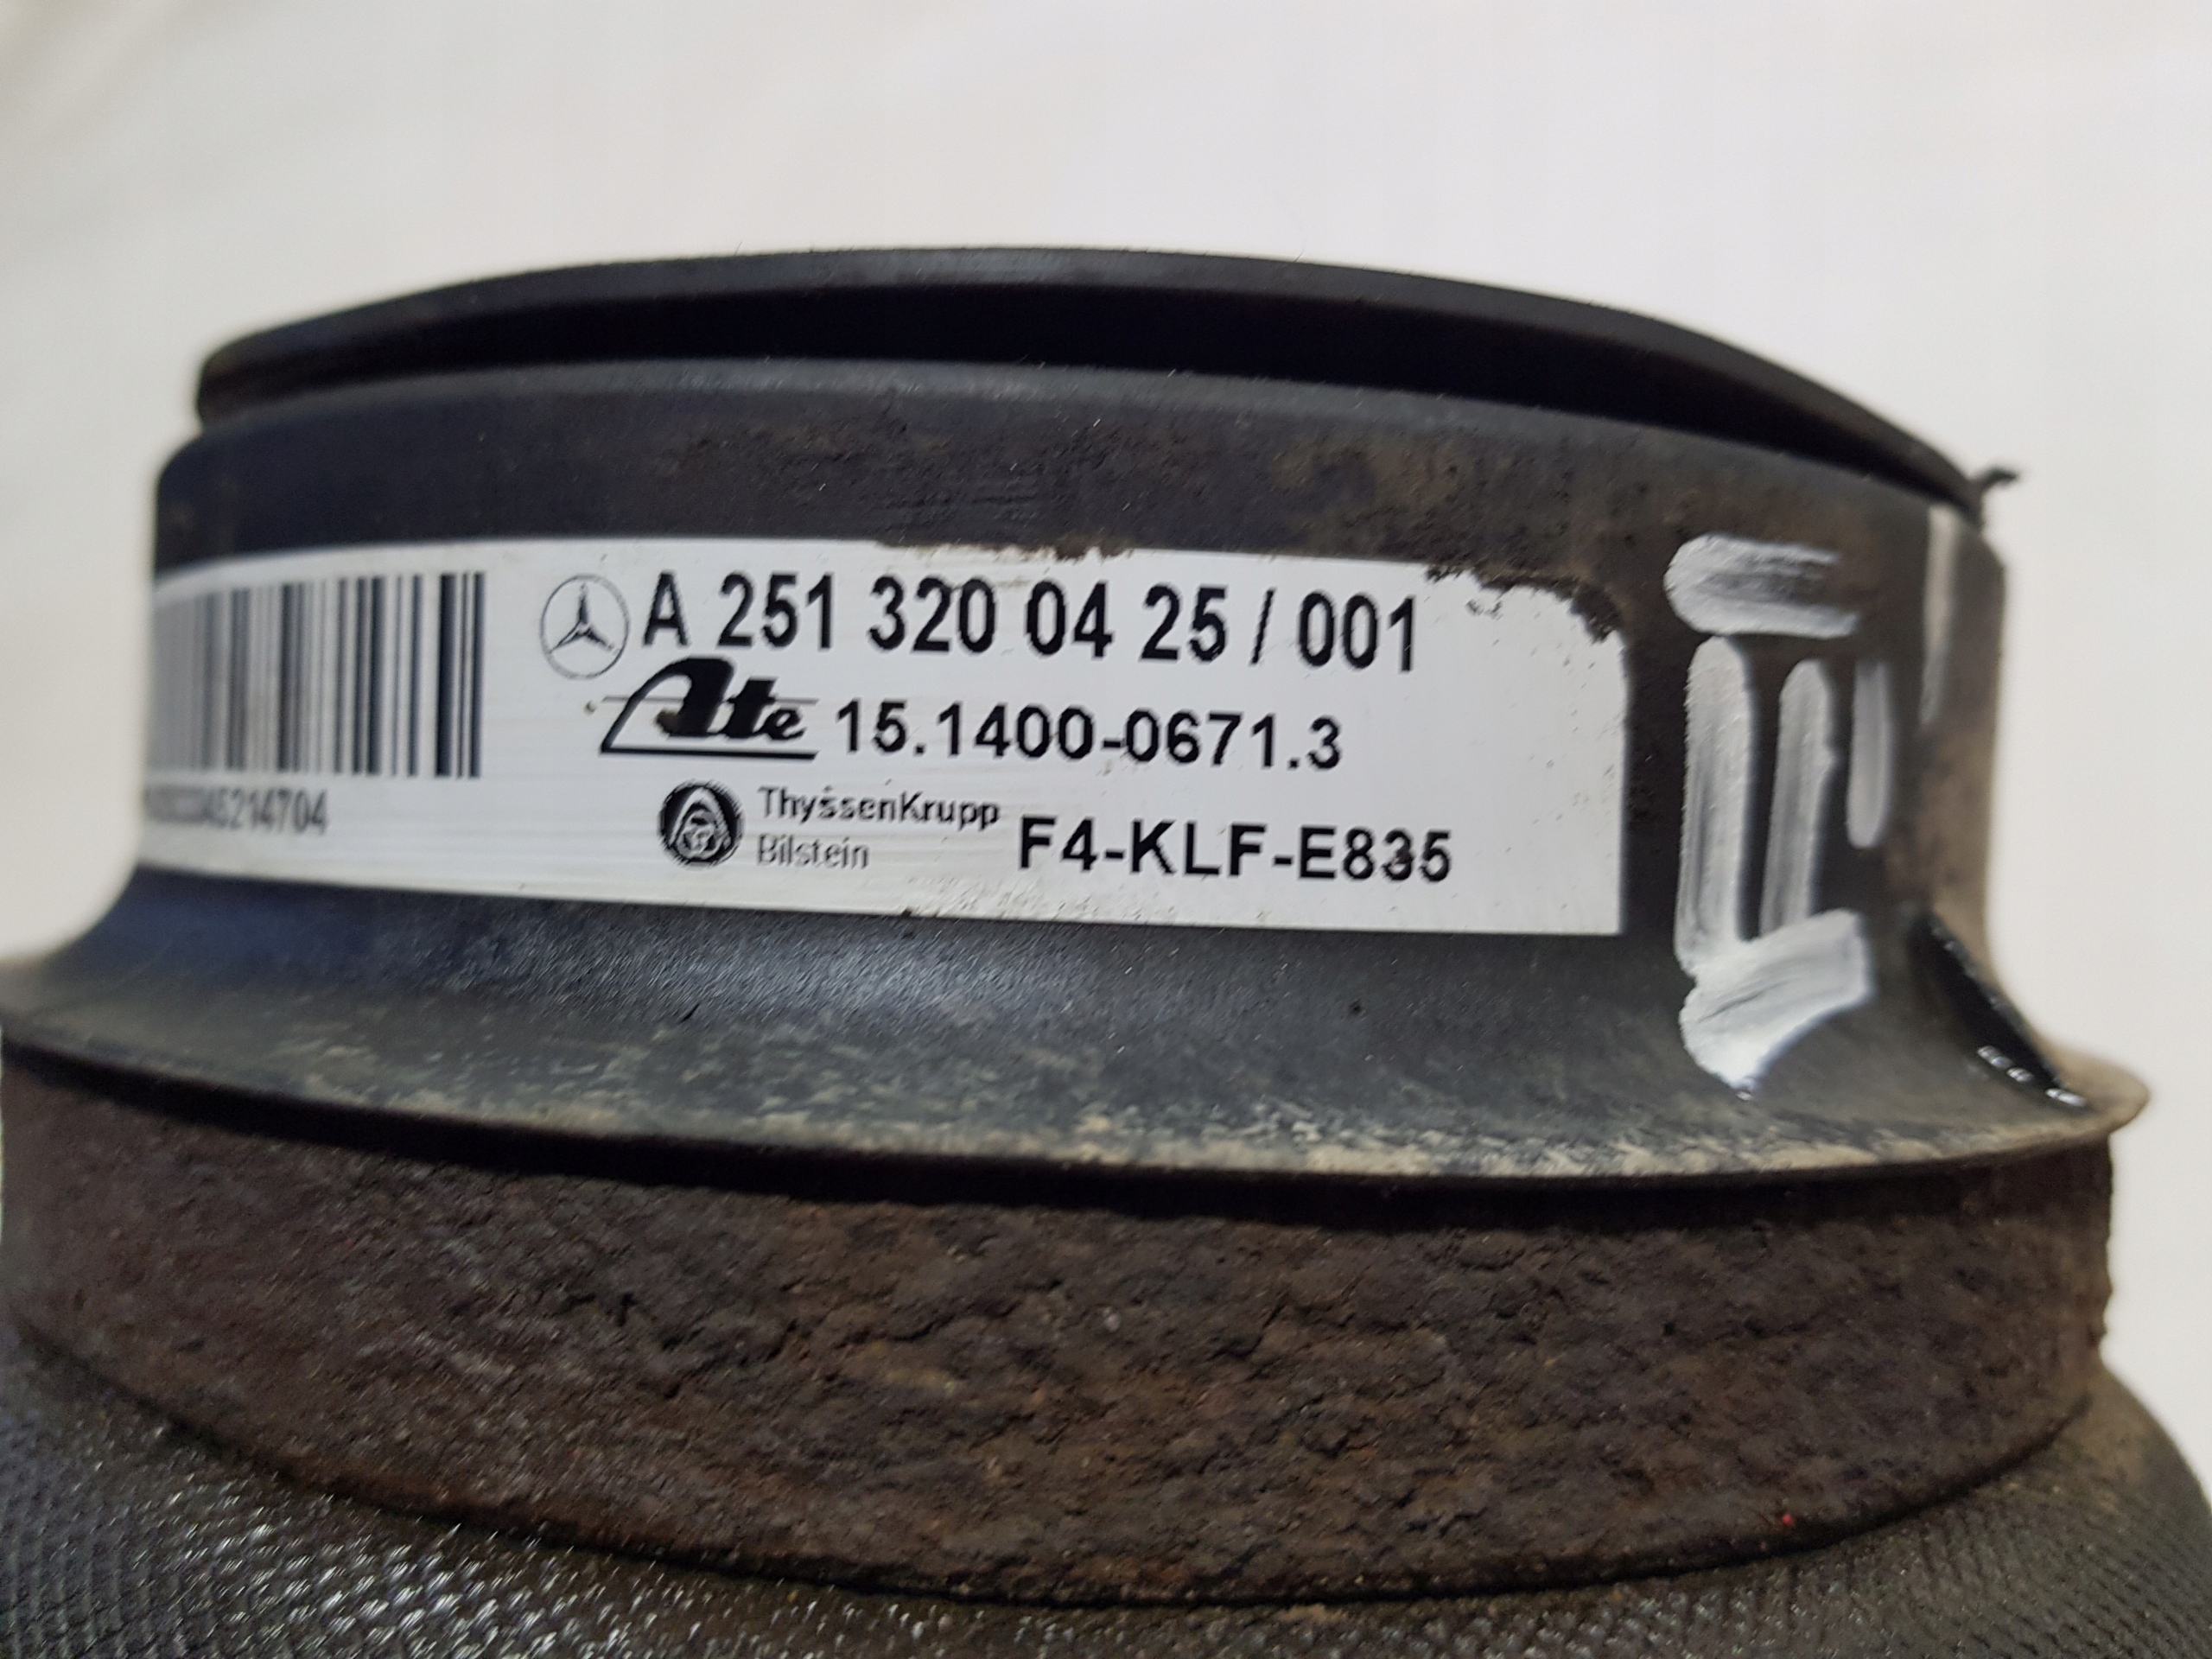 A 251 320 04 25 / 001
Ate 15.1400-0671.3
ThyssenKrupp
Bilstein F4-KLF-E835